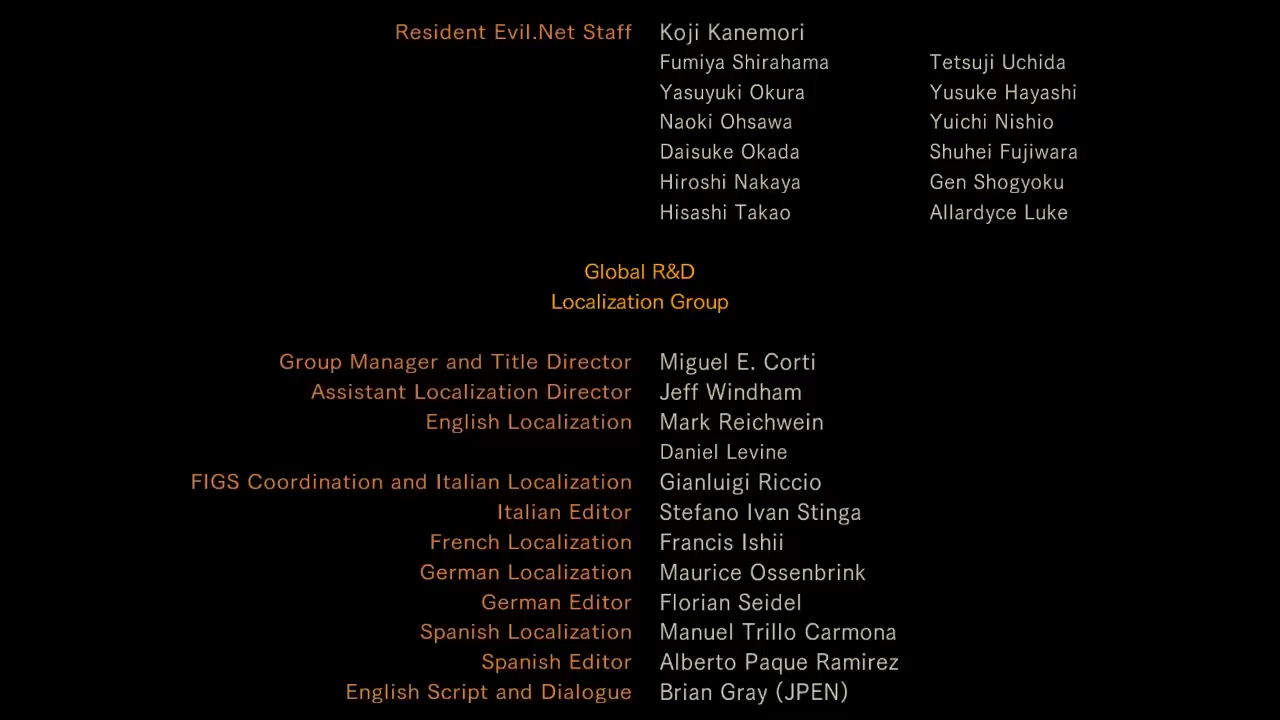 Resident Evil.Net Staff Koji Kanemori
Fumiya Shirahama Tetsuji Uchida
Yasuyuki Okura Yusuke Hayashi
Naoki Ohsawa Yuichi Nishio
Daisuke Okada Shuhei Fujiwara
Hiroshi Nakaya Gen Shogyoku
Hisashi Takao Allardyce Luke
Global R&D
Localization Group
Group Manager and Title Director Miguel E. Corti
Assistant Localization Director Jeff Windham
English Localization Mark Reichwein
Daniel Levine
FIGS Coordination and Italian Localization Gianluigi Riccio
Italian Editor Stefano Ivan Stinga
French Localization Francis Ishii
German Localization Maurice Ossenbrink
German Editor Florian Seidel
Spanish Localization Manuel Trillo Carmona
Spanish Editor Alberto Paque Ramirez
English Script and Dialogue Brian Gray (JPEN)